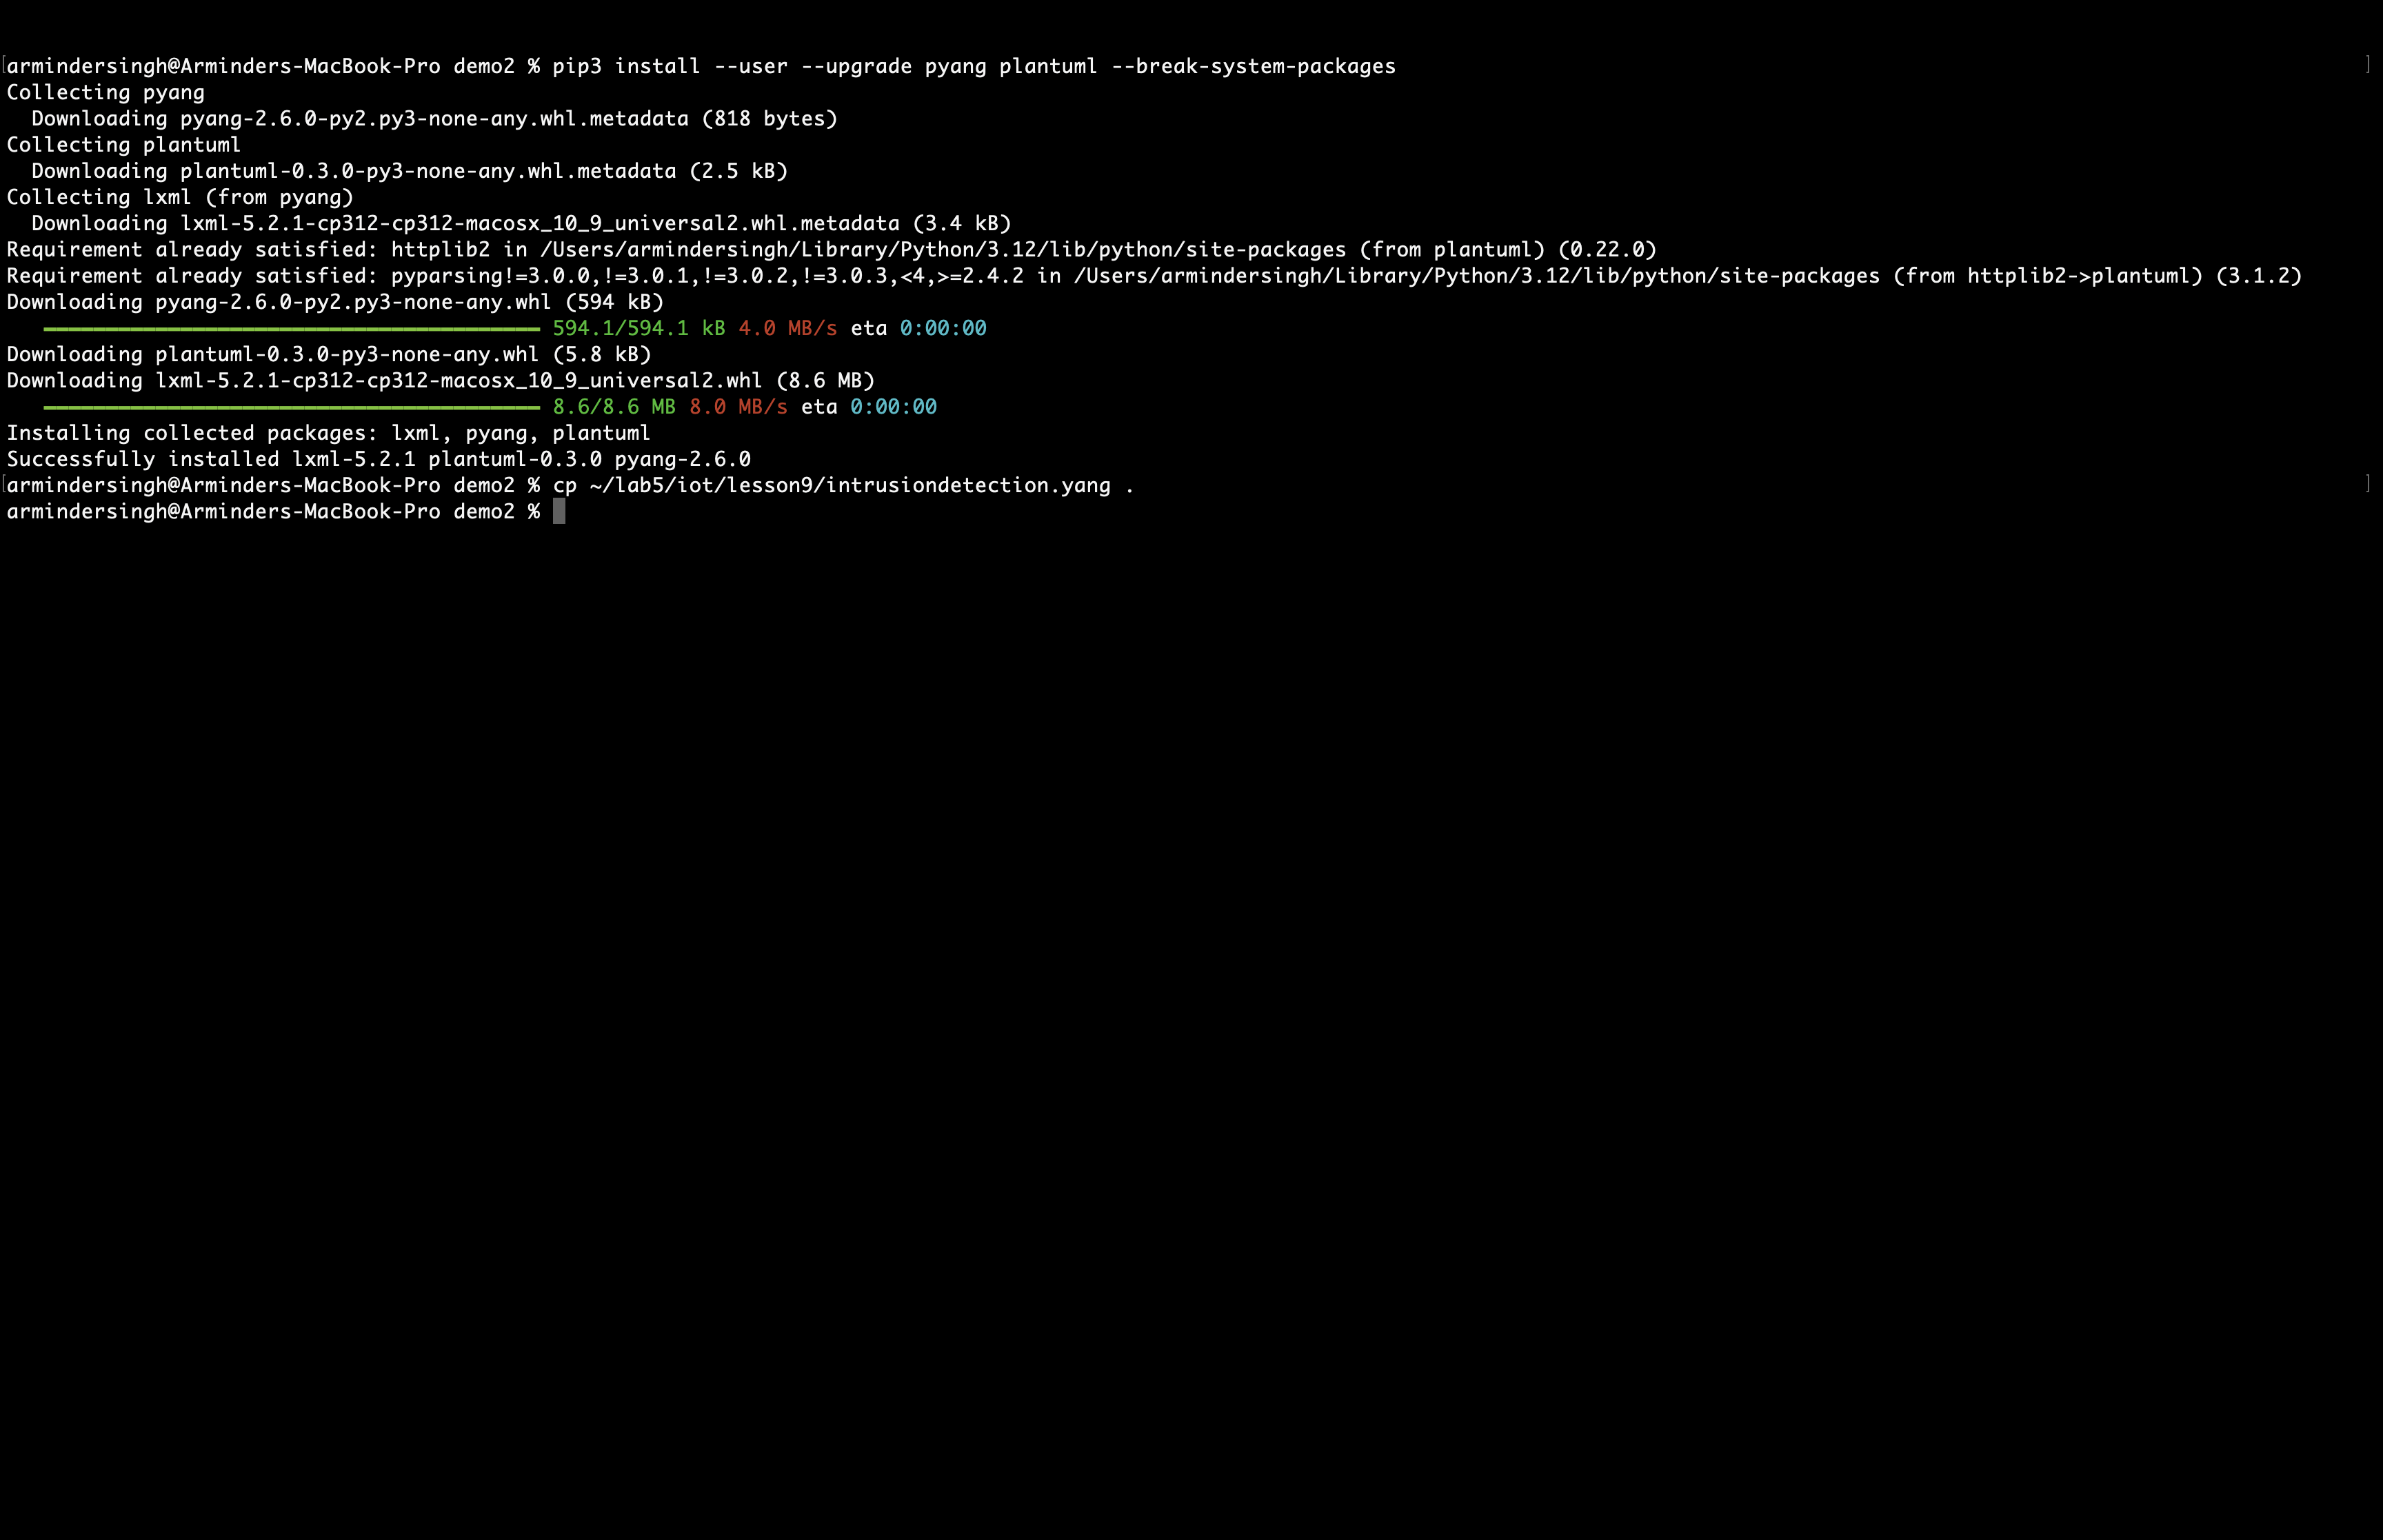 [armindersingh@Arminders-MacBook-Pro demo2 % pip3 install --user --upgrade pyang plantuml --break-system-packages ]
Collecting pyang
  Downloading pyang-2.6.0-py2.py3-none-any.whl.metadata (818 bytes)
Collecting plantuml
  Downloading plantuml-0.3.0-py3-none-any.whl.metadata (2.5 kB)
Collecting lxml (from pyang)
  Downloading lxml-5.2.1-cp312-cp312-macosx_10_9_universal2.whl.metadata (3.4 kB)
Requirement already satisfied: httplib2 in /Users/armindersingh/Library/Python/3.12/lib/python/site-packages (from plantuml) (0.22.0)
Requirement already satisfied: pyparsing!=3.0.0,!=3.0.1,!=3.0.2,!=3.0.3,<4,>=2.4.2 in /Users/armindersingh/Library/Python/3.12/lib/python/site-packages (from httplib2->plantuml) (3.1.2)
Downloading pyang-2.6.0-py2.py3-none-any.whl (594 kB)
594.1/594.1 kB 4.0 MB/s eta 0:00:00
Downloading plantuml-0.3.0-py3-none-any.whl (5.8 kB)
Downloading lxml-5.2.1-cp312-cp312-macosx_10_9_universal2.whl (8.6 MB)
8.6/8.6 MB 8.0 MB/s eta 0:00:00
Installing collected packages: lxml, pyang, plantuml
Successfully installed lxml-5.2.1 plantuml-0.3.0 pyang-2.6.0
[armindersingh@Arminders-MacBook-Pro demo2 % cp ~/lab5/iot/lesson9/intrusiondetection.yang . ]
armindersingh@Arminders-MacBook-Pro demo2 %